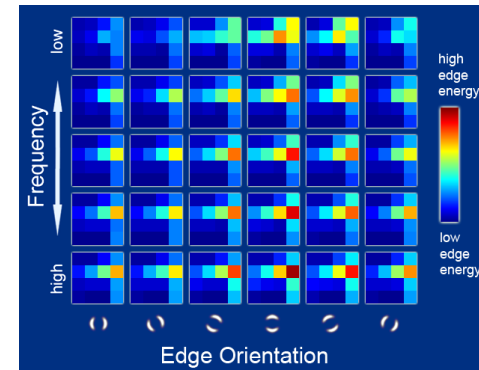 low
Frequency
high
Edge Orientation
high
edge
energy
low
edge
energy